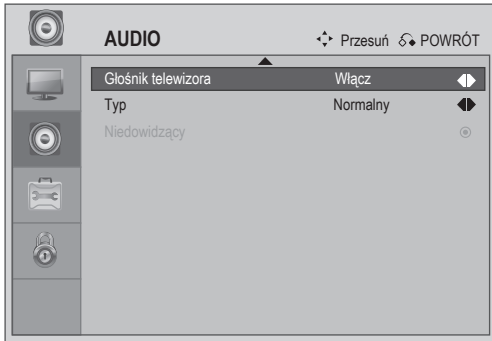 AUDIO Przesuń POWRÓT
Głośnik telewizora Włącz
Typ Normalny
Niedowidzący